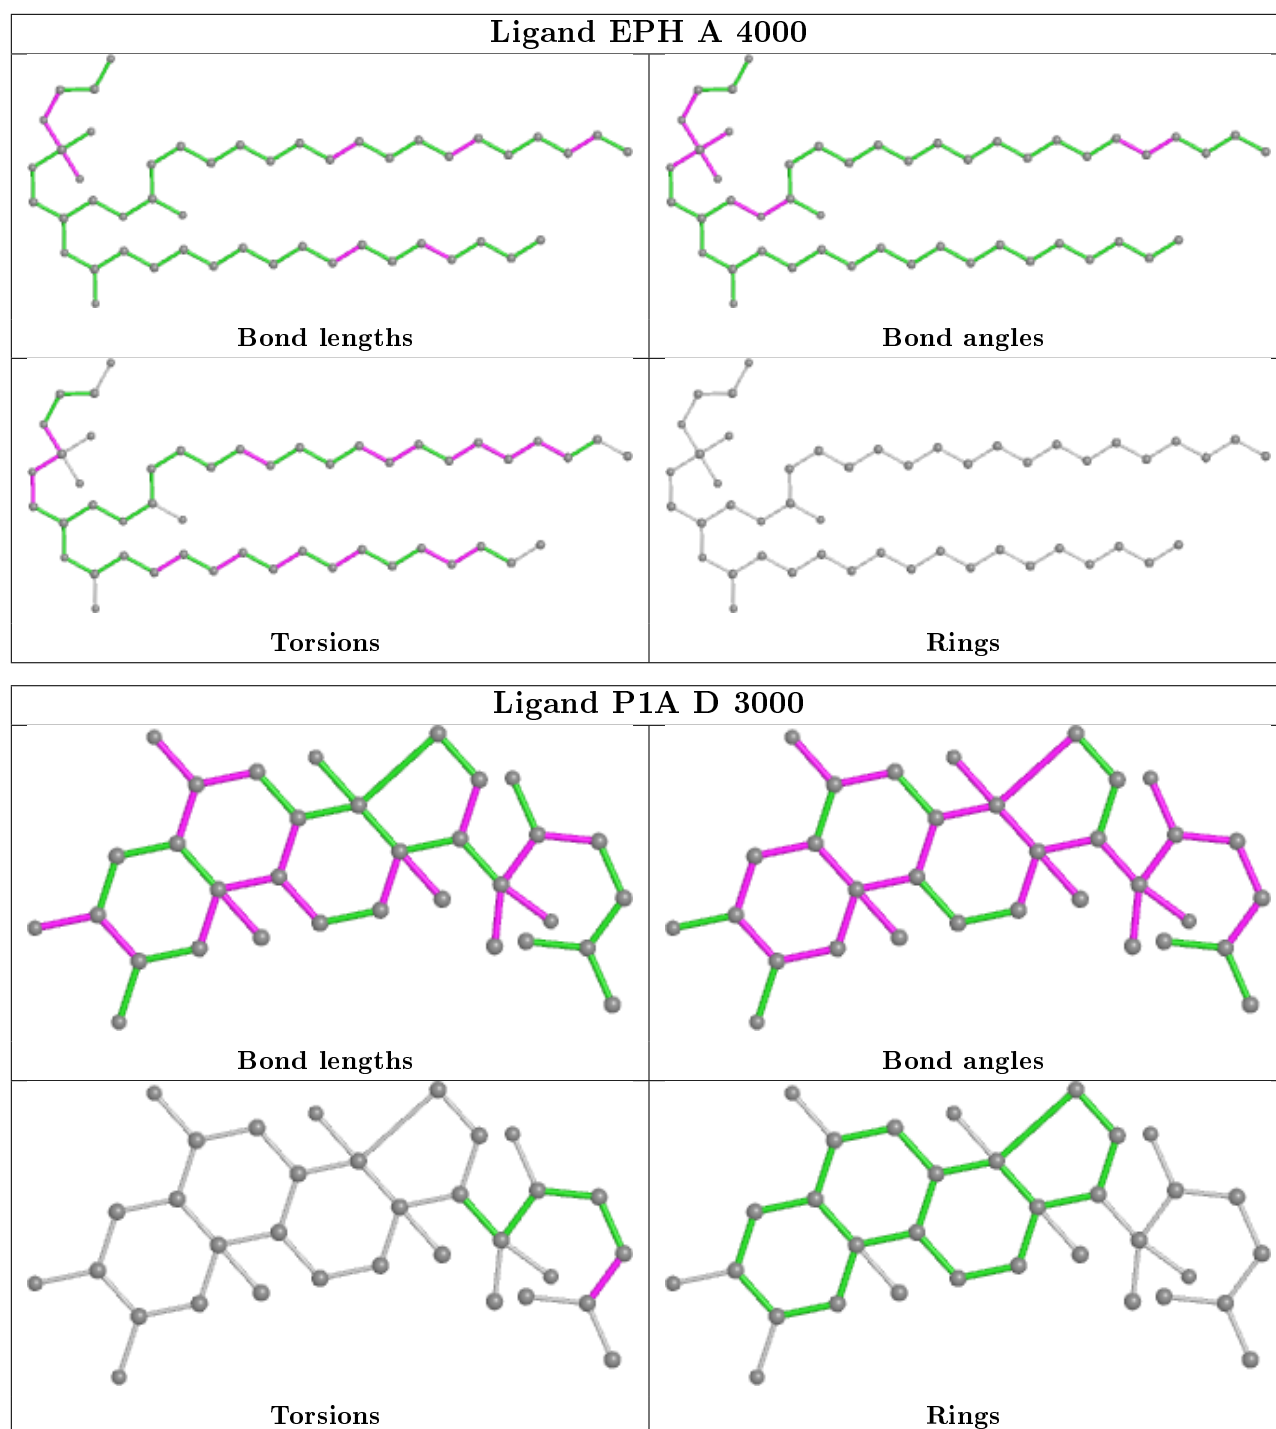 Ligand EPH A 4000
Bond lengths
Bond angles
Torsions
Rings
Ligand P1A D 3000
Bond lengths
Bond angles
Torsions
Rings